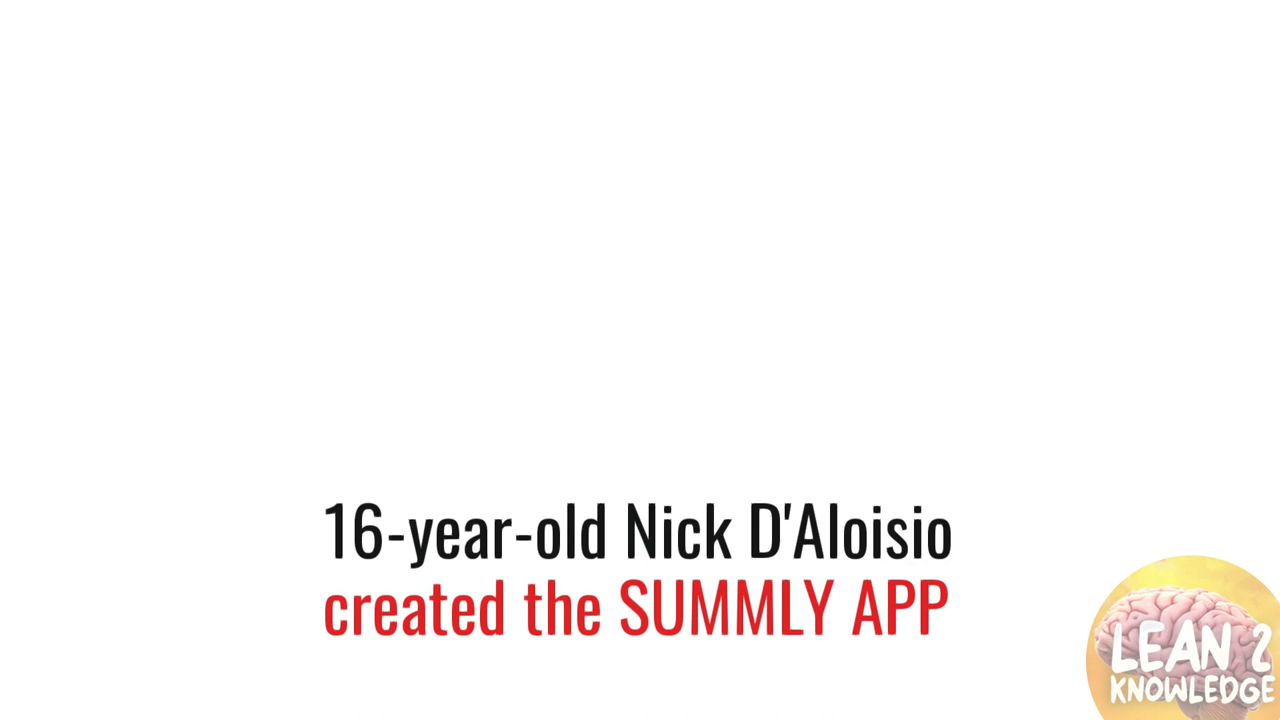 16-year-old Nick D'Aloisio
created the SUMMLY APP
LEAN 2
KNOWLEDGE